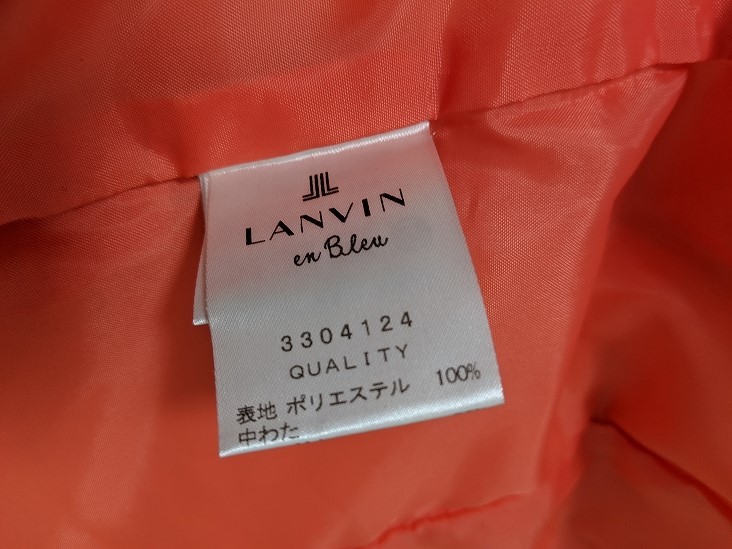 LANVIN
en Bleu
3304124
QUALITY
表地 ポリエステル 100%
中わた